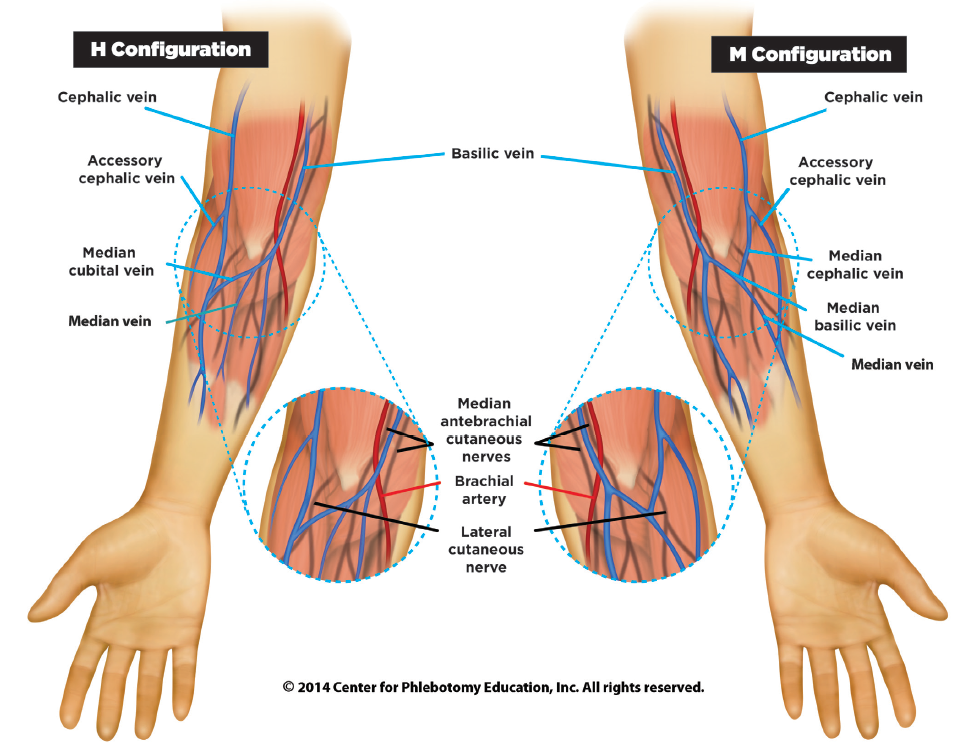 H Configuration
M Configuration
Cephalic vein
Cephalic vein
Accessory
cephalic vein
Basilic vein
Accessory
cephalic vein
Median
cubital vein
Median
cephalic vein
Median vein
Median
basilic vein
Median vein
Median
antebrachial
cutaneous
nerves
Brachial
artery
Lateral
cutaneous
nerve
© 2014 Center for Phlebotomy Education, Inc. All rights reserved.